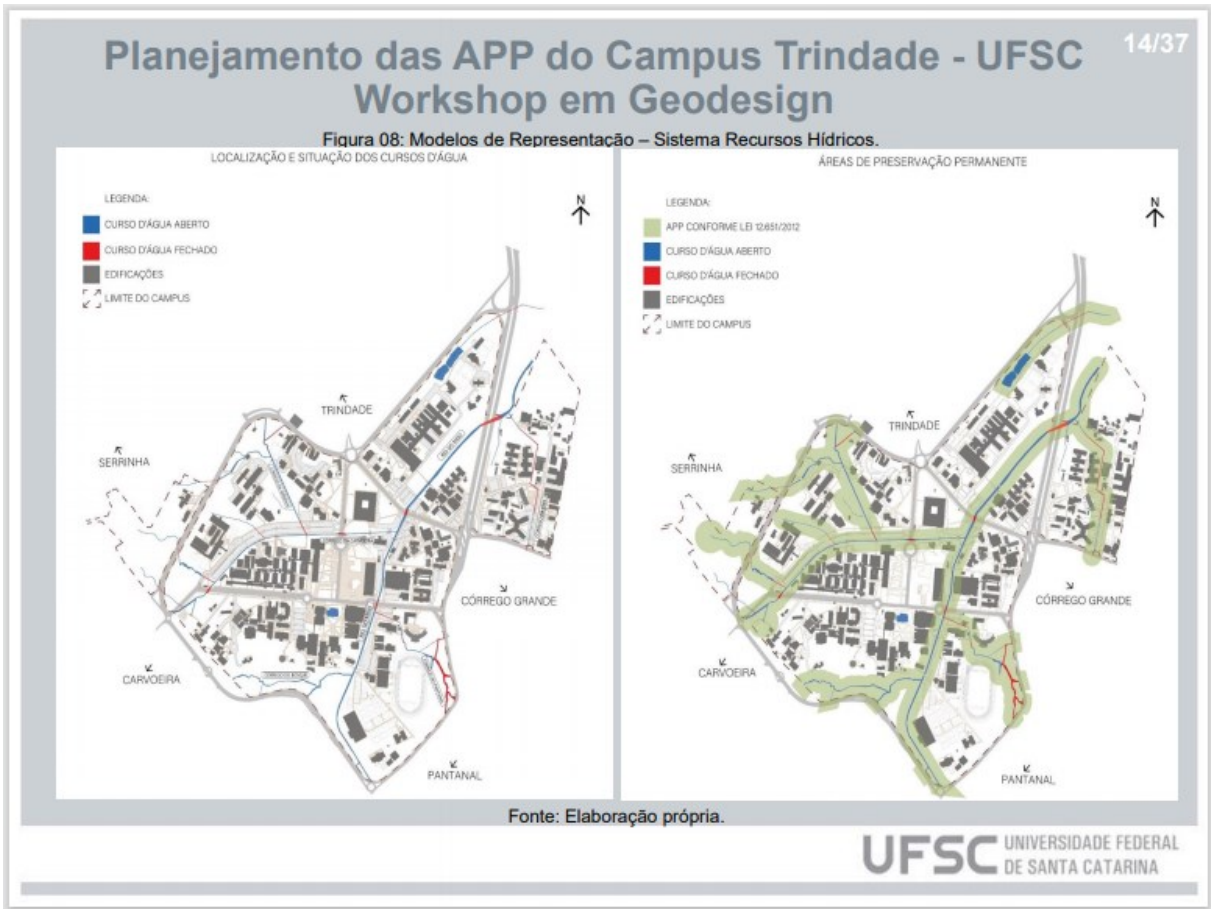 Planejamento das APP do Campus Trindade - UFSC
Workshop em Geodesign
14/37
Figura 08: Modelos de Representação – Sistema Recursos Hídricos.
LOCALIZAÇÃO E SITUAÇÃO DOS CURSOS D'ÁGUA
LEGENDA:
CURSO D'ÁGUA ABERTO
CURSO D'ÁGUA FECHADO
EDIFICAÇÕES
LIMITE DO CAMPUS
N
TRINDADE
SERRINHA
CÓRREGO GRANDE
CARVOEIRA
PANTANAL
ÁREAS DE PRESERVAÇÃO PERMANENTE
LEGENDA:
APP CONFORME LEI 12.651/2012
CURSO D'ÁGUA ABERTO
CURSO D'ÁGUA FECHADO
EDIFICAÇÕES
LIMITE DO CAMPUS
N
TRINDADE
SERRINHA
CÓRREGO GRANDE
CARVOEIRA
PANTANAL
Fonte: Elaboração própria.
UFSC UNIVERSIDADE FEDERAL
DE SANTA CATARINA